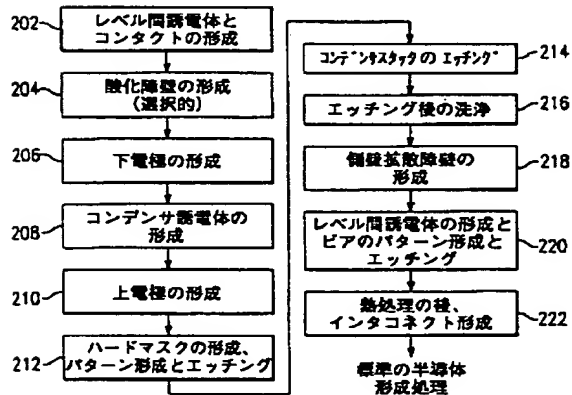 202
レベル間誘電体と
コンタクトの形成
204
酸化障壁の形成
(選択的)
206
下電極の形成
208
コンデンサ誘電体の
形成
210
上電極の形成
212
ハードマスクの形成、
パターン形成とエッチング
コンデンサスタックのエッチング
214
エッチング後の洗浄
216
側壁拡散障壁の
形成
218
レベル間誘電体の形成と
ビアのパターン形成と
エッチング
220
熱処理の後、
インタコネクト形成
222
標準の半導体
形成処理